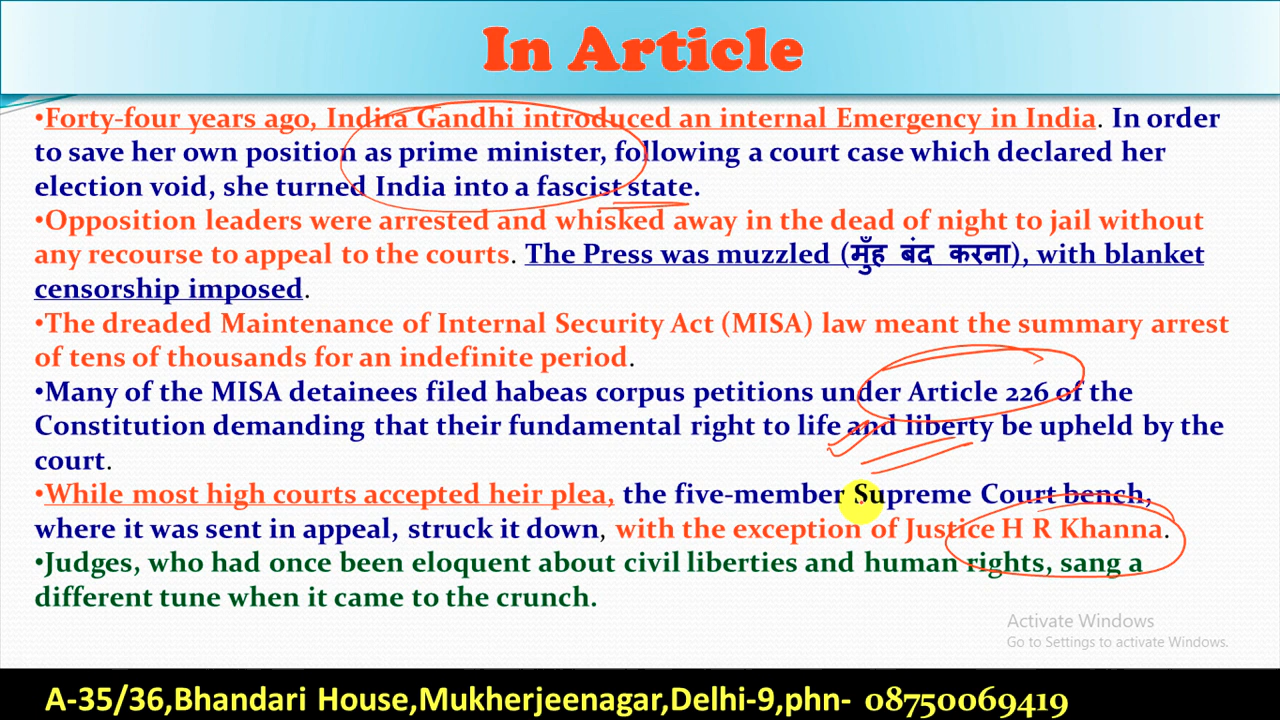 In Article
•Forty-four years ago, Indira Gandhi introduced an internal Emergency in India. In order
to save her own position as prime minister, following a court case which declared her
election void, she turned India into a fascist state.
•Opposition leaders were arrested and whisked away in the dead of night to jail without
any recourse to appeal to the courts. The Press was muzzled (मुँह बंद करना), with blanket
censorship imposed.
•The dreaded Maintenance of Internal Security Act (MISA) law meant the summary arrest
of tens of thousands for an indefinite period.
•Many of the MISA detainees filed habeas corpus petitions under Article 226 of the
Constitution demanding that their fundamental right to life and liberty be upheld by the
court.
•While most high courts accepted heir plea, the five-member Supreme Court bench,
where it was sent in appeal, struck it down, with the exception of Justice H R Khanna.
•Judges, who had once been eloquent about civil liberties and human rights, sang a
different tune when it came to the crunch.
Activate Windows
Go to Settings to activate Windows.
A-35/36,Bhandari House,Mukherjeenagar,Delhi-9,phn- 08750069419